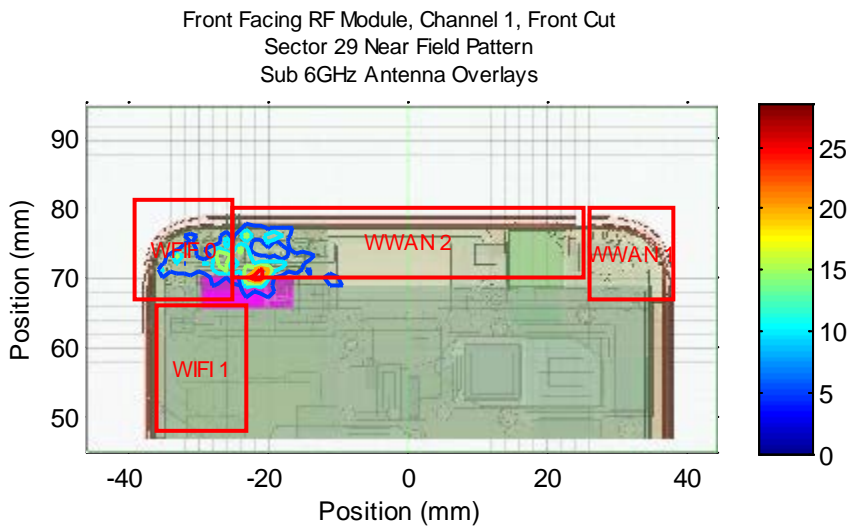 Front Facing RF Module, Channel 1, Front Cut
Sector 29 Near Field Pattern
Sub 6GHz Antenna Overlays
90
80
70
60
50
Position (mm)
WIFI 0
WWAN 2
WWAN 1
WIFI 1
-40
-20
0
20
40
Position (mm)
25
20
15
10
5
0